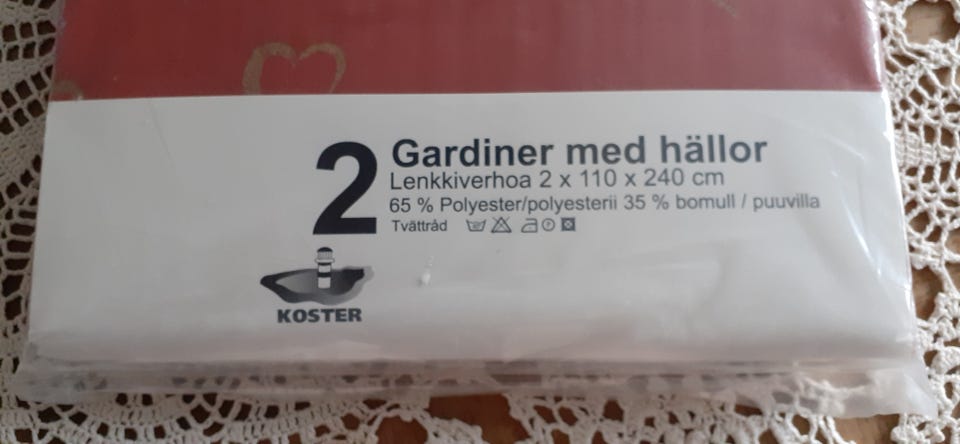 2
Gardiner med hällor
Lenkkiverhoa 2 x 110 x 240 cm
65 % Polyester/polyesterii 35 % bomull / puuvilla
Tvättråd
KOSTER